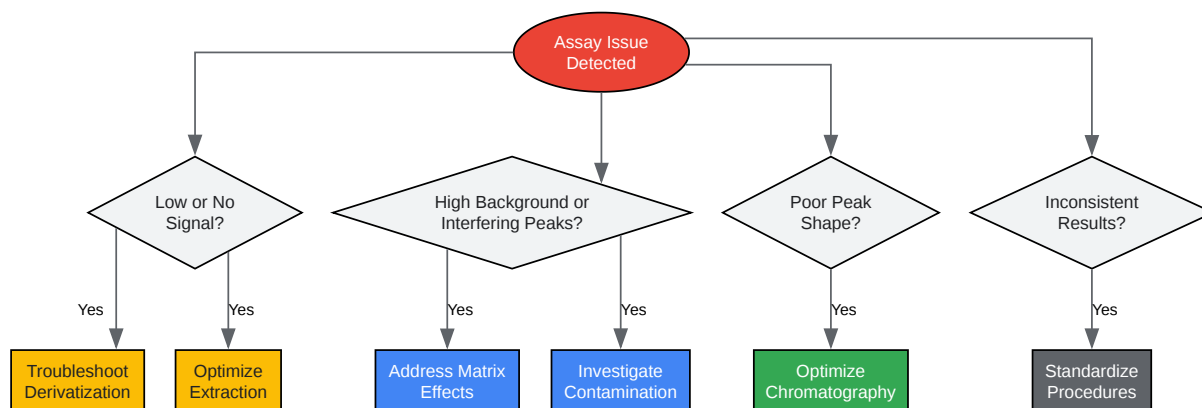 Assay Issue
Detected
Low or No
Signal?
High Background or
Interfering Peaks?
Poor Peak
Shape?
Inconsistent
Results?
Yes
Yes
Yes
Yes
Yes
Yes
Troubleshoot
Derivatization
Optimize
Extraction
Address Matrix
Effects
Investigate
Contamination
Optimize
Chromatography
Standardize
Procedures